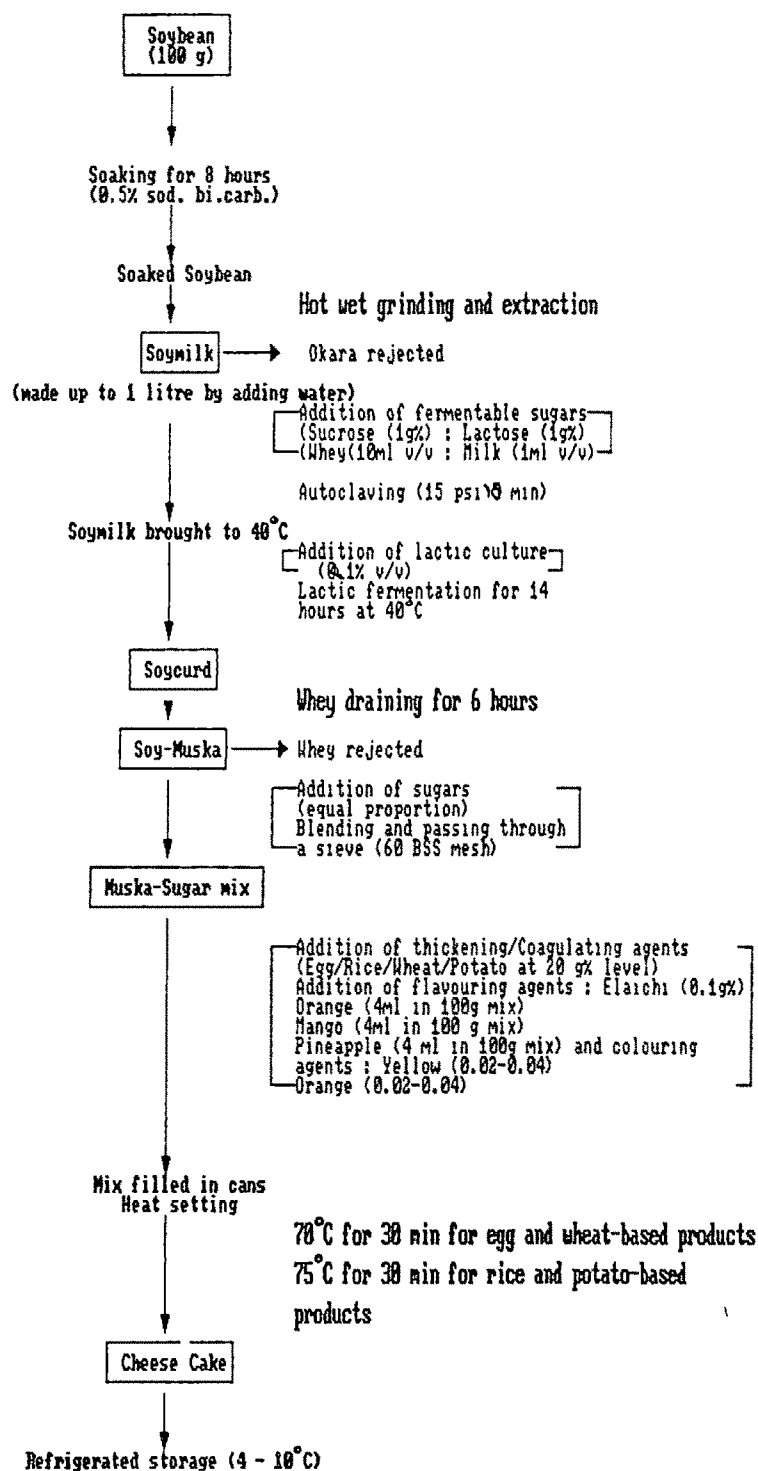 Soybean
(100 g)
Soaking for 8 hours
(0.5% sod. bi.carb.)
Soaked Soybean
Hot wet grinding and extraction
Soymilk
Okara rejected
(made up to 1 litre by adding water)
Addition of fermentable sugars
(Sucrose (1g%) : Lactose (1g%)
(Whey(10ml v/v : Milk (1ml v/v)
Autoclaving (15 psi min)
Soymilk brought to 40°C
Addition of lactic culture
(0.1% v/v)
Lactic fermentation for 14
hours at 40°C
Soycurd
Whey draining for 6 hours
Soy-Muska
Whey rejected
Addition of sugars
(equal proportion)
Blending and passing through
a sieve (60 BSS mesh)
Muska-Sugar mix
Addition of thickening/Coagulating agents
(Egg/Rice/Wheat/Potato at 20 g% level)
Addition of flavouring agents : Elaichi (0.1g%)
Orange (4ml in 100g mix)
Mango (4ml in 100 g mix)
Pineapple (4 ml in 100g mix) and colouring
agents : Yellow (0.02-0.04)
Orange (0.02-0.04)
Mix filled in cans
Heat setting
70°C for 30 min for egg and wheat-based products
75°C for 30 min for rice and potato-based
products
Cheese Cake
Refrigerated storage (4 - 10°C)